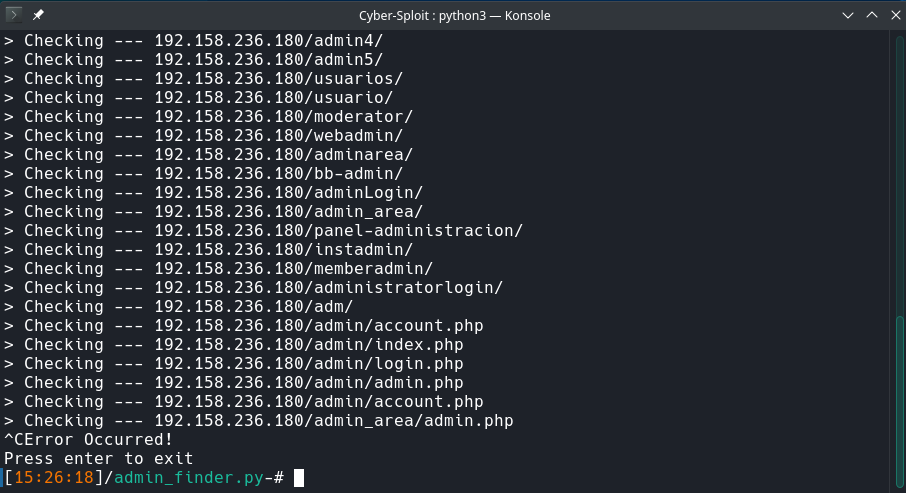 Cyber-Sploit : python3 — Konsole
> Checking --- 192.158.236.180/admin4/
> Checking --- 192.158.236.180/admin5/
> Checking --- 192.158.236.180/usuarios/
> Checking --- 192.158.236.180/usuario/
> Checking --- 192.158.236.180/moderator/
> Checking --- 192.158.236.180/webadmin/
> Checking --- 192.158.236.180/adminarea/
> Checking --- 192.158.236.180/bb-admin/
> Checking --- 192.158.236.180/adminLogin/
> Checking --- 192.158.236.180/admin_area/
> Checking --- 192.158.236.180/panel-administracion/
> Checking --- 192.158.236.180/instadmin/
> Checking --- 192.158.236.180/memberadmin/
> Checking --- 192.158.236.180/administratorlogin/
> Checking --- 192.158.236.180/adm/
> Checking --- 192.158.236.180/admin/account.php
> Checking --- 192.158.236.180/admin/index.php
> Checking --- 192.158.236.180/admin/login.php
> Checking --- 192.158.236.180/admin/admin.php
> Checking --- 192.158.236.180/admin/account.php
> Checking --- 192.158.236.180/admin_area/admin.php
^CError Occurred!
Press enter to exit
[15:26:18]/admin_finder.py-#